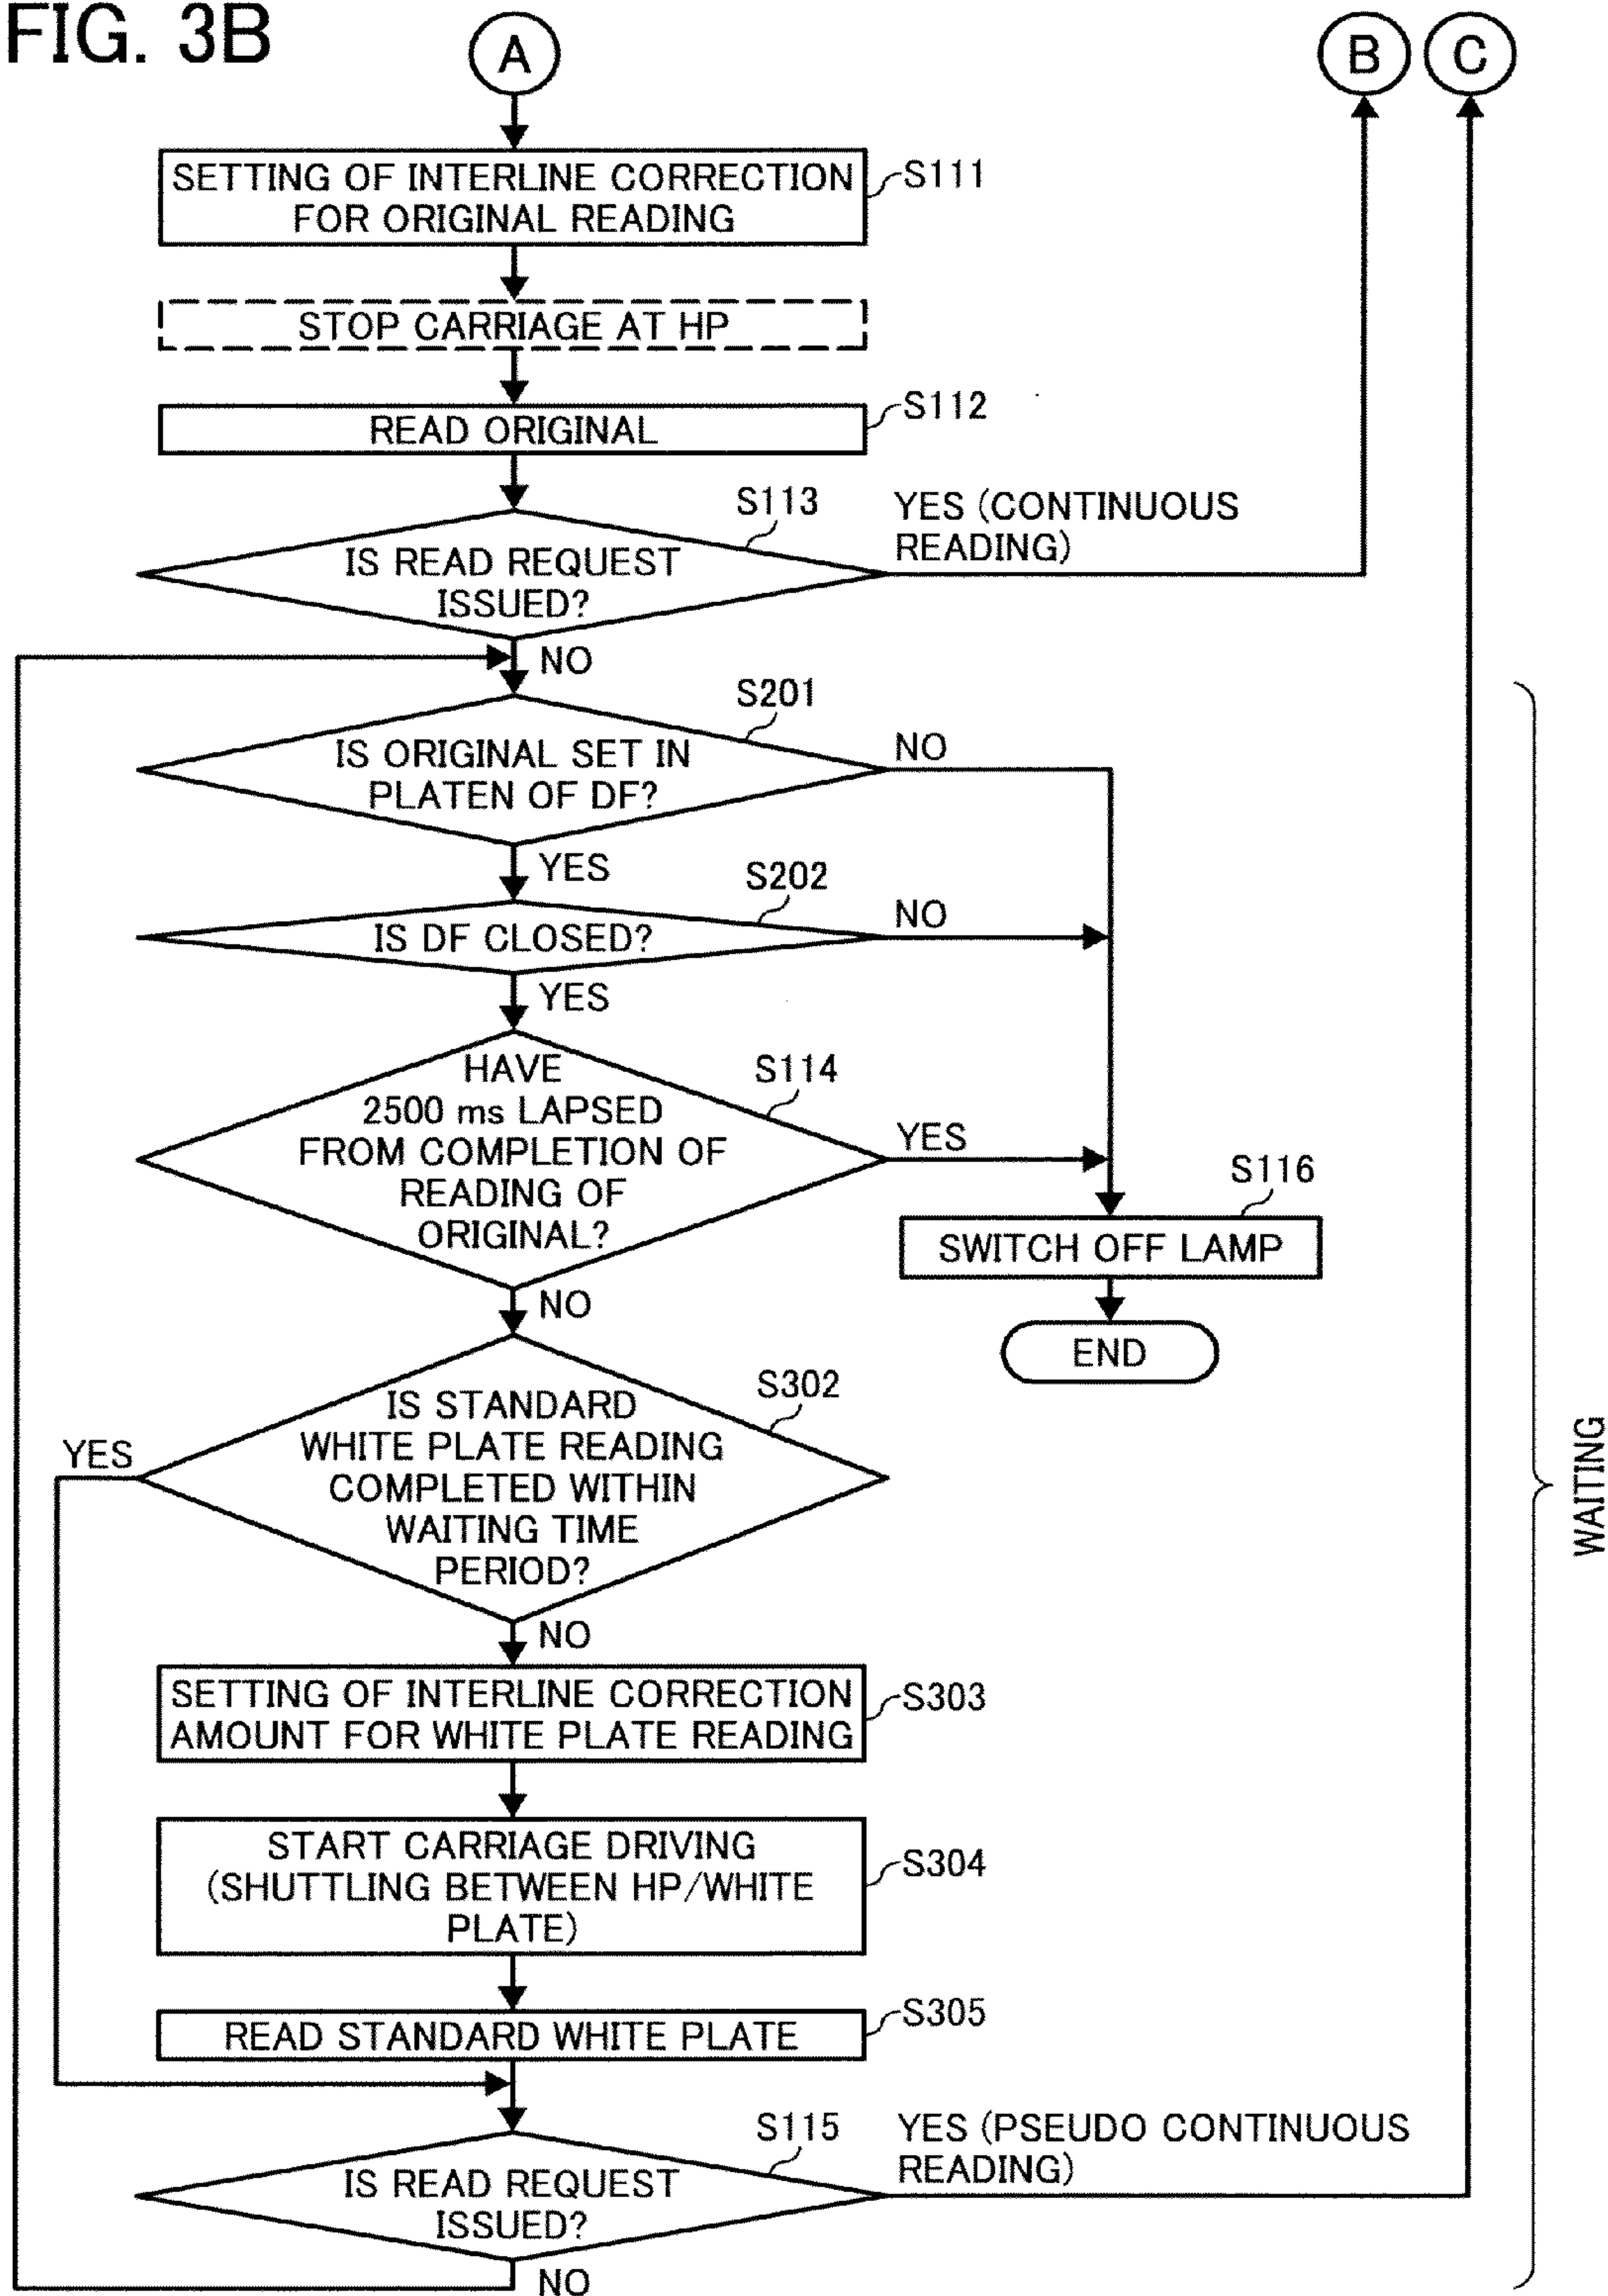 FIG. 3B
A
B
C
SETTING OF INTERLINE CORRECTION
FOR ORIGINAL READING
S111
STOP CARRIAGE AT HP
READ ORIGINAL
S112
S113
IS READ REQUEST
ISSUED?
YES (CONTINUOUS
READING)
NO
S201
IS ORIGINAL SET IN
PLATEN OF DF?
NO
YES
S202
IS DF CLOSED?
NO
YES
S114
HAVE
2500 ms LAPSED
FROM COMPLETION OF
READING OF
ORIGINAL?
YES
S116
SWITCH OFF LAMP
END
NO
S302
IS STANDARD
WHITE PLATE READING
COMPLETED WITHIN
WAITING TIME
PERIOD?
YES
WAITING
NO
SETTING OF INTERLINE CORRECTION
AMOUNT FOR WHITE PLATE READING
S303
START CARRIAGE DRIVING
(SHUTTLING BETWEEN HP/WHITE
PLATE)
S304
READ STANDARD WHITE PLATE
S305
S115
IS READ REQUEST
ISSUED?
YES (PSEUDO CONTINUOUS
READING)
NO